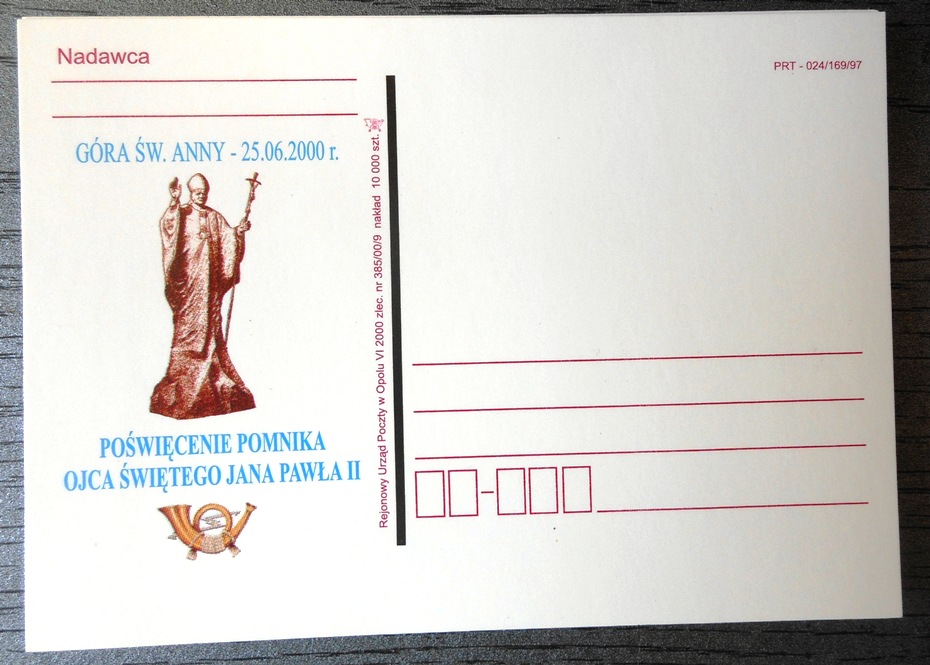 Nadawca
GÓRA ŚW. ANNY - 25.06.2000 r.
POŚWIĘCENIE POMNIKA
OJCA ŚWIĘTEGO JANA PAWŁA II
Rejonowy Urząd Poczty w Opolu VI 2000 zlec. nr 385/00/9 nakład 10 000 szt.
PRT - 024/169/97